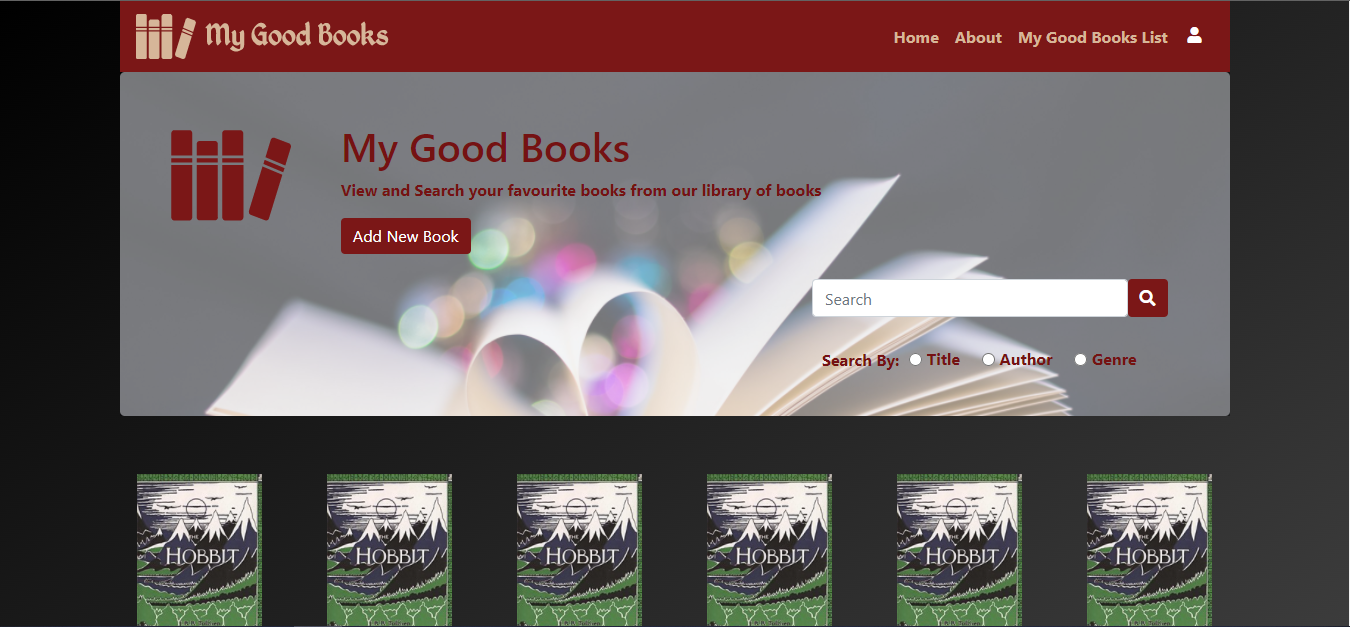 My Good Books
Home About My Good Books List
My Good Books
View and Search your favourite books from our library of books
Add New Book
Search
Search By: Title Author Genre
THE THE THE THE THE THE
HOBBIT HOBBIT HOBBIT HOBBIT HOBBIT HOBBIT